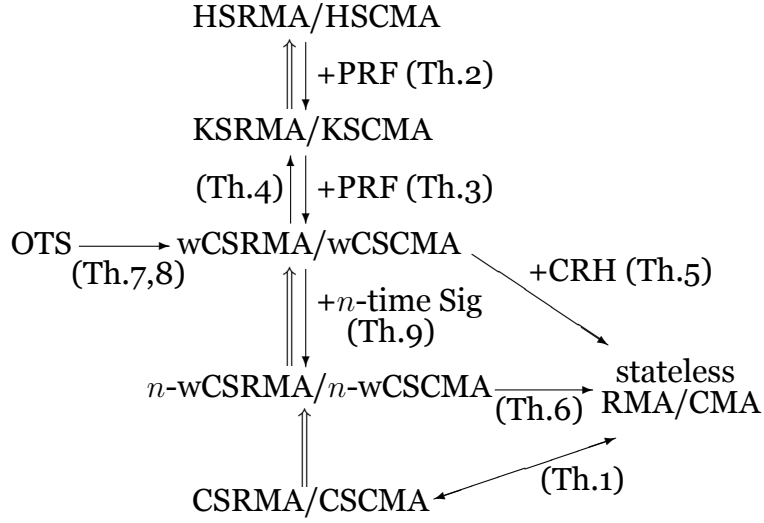 HSRMA/HSCMA
+PRF (Th.2)
KSRMA/KSCMA
(Th.4)
+PRF (Th.3)
OTS
(Th.7,8)
wCSRMA/wCSCMA
+CRH (Th.5)
+n-time Sig
(Th.9)
n-wCSRMA/n-wCSCMA
(Th.6)
stateless
RMA/CMA
(Th.1)
CSRMA/CSCMA